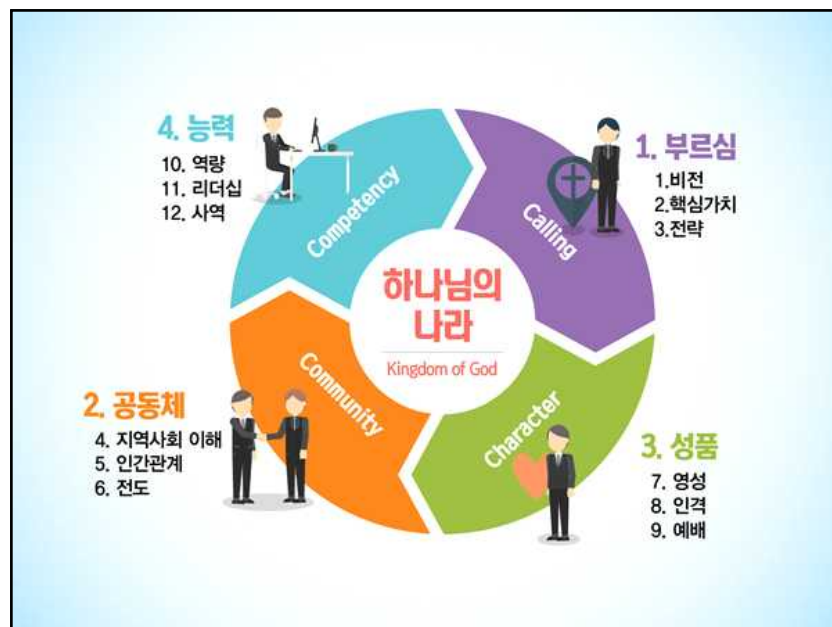 4. 능력
10. 역량
11. 리더십
12. 사역
Competency
1. 부르심
1.비전
2.핵심가치
3.전략
Calling
하나님의
나라
Kingdom of God
2. 공동체
4. 지역사회 이해
5. 인간관계
6. 전도
Community
3. 성품
7. 영성
8. 인격
9. 예배
Character